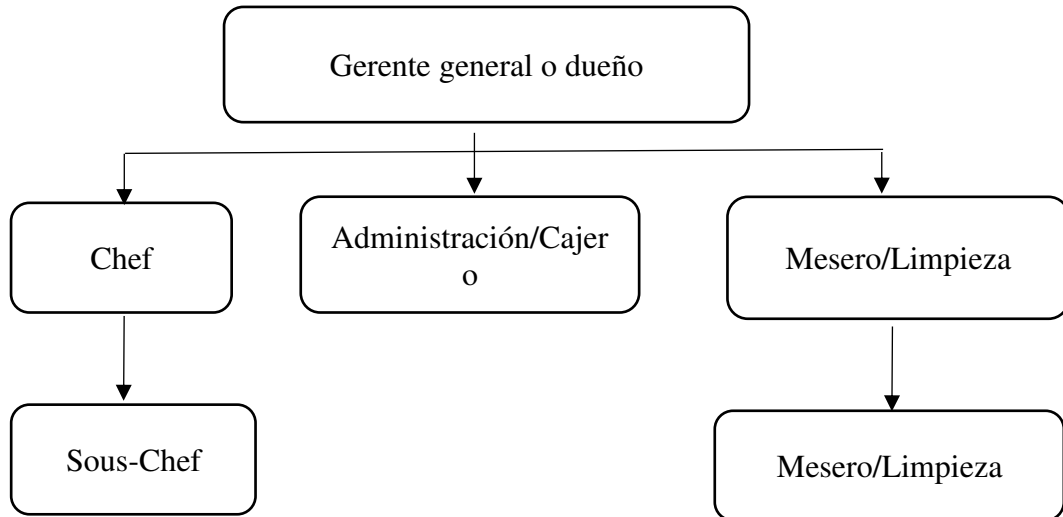 Gerente general o dueño
Chef
Administración/Cajer
o
Mesero/Limpieza
Sous-Chef
Mesero/Limpieza